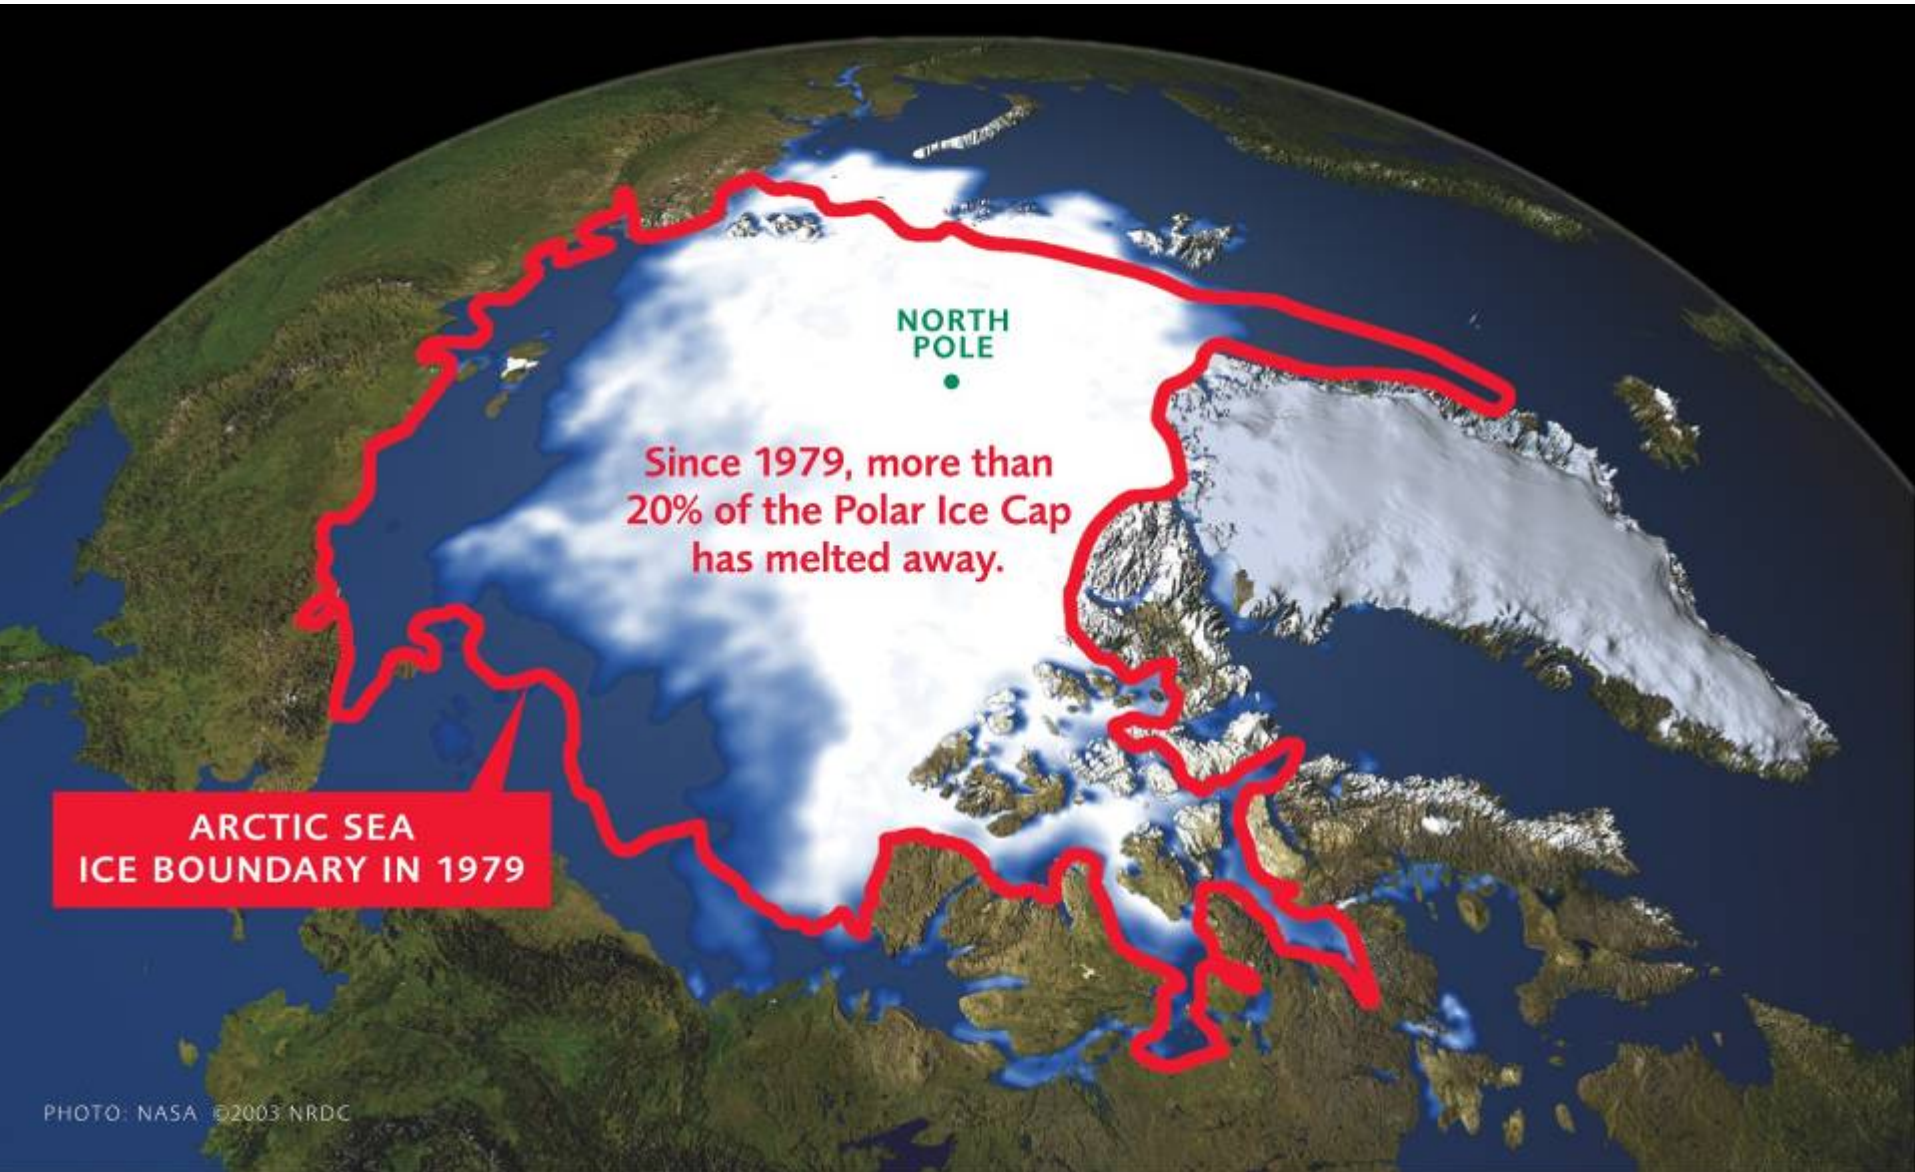 NORTH
POLE
Since 1979, more than
20% of the Polar Ice Cap
has melted away.
ARCTIC SEA
ICE BOUNDARY IN 1979
PHOTO: NASA ©2003 NRDC